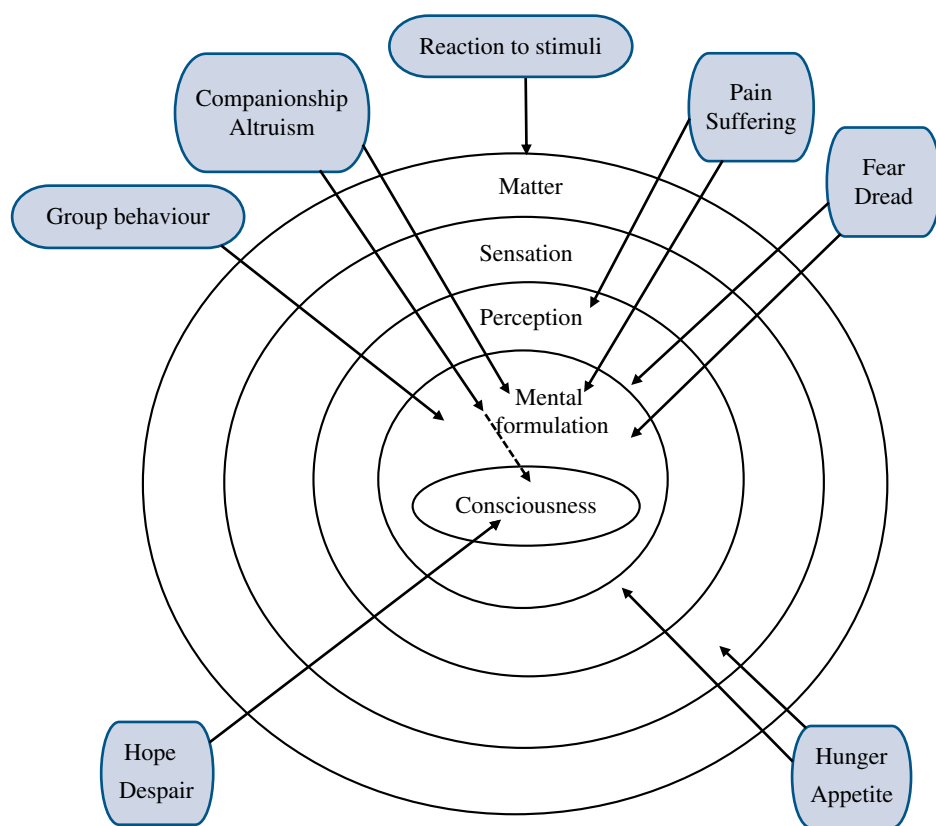 Reaction to stimuli
Companionship
Altruism
Pain
Suffering
Fear
Dread
Group behaviour
Matter
Sensation
Perception
Mental
formulation
Consciousness
Hope
Despair
Hunger
Appetite